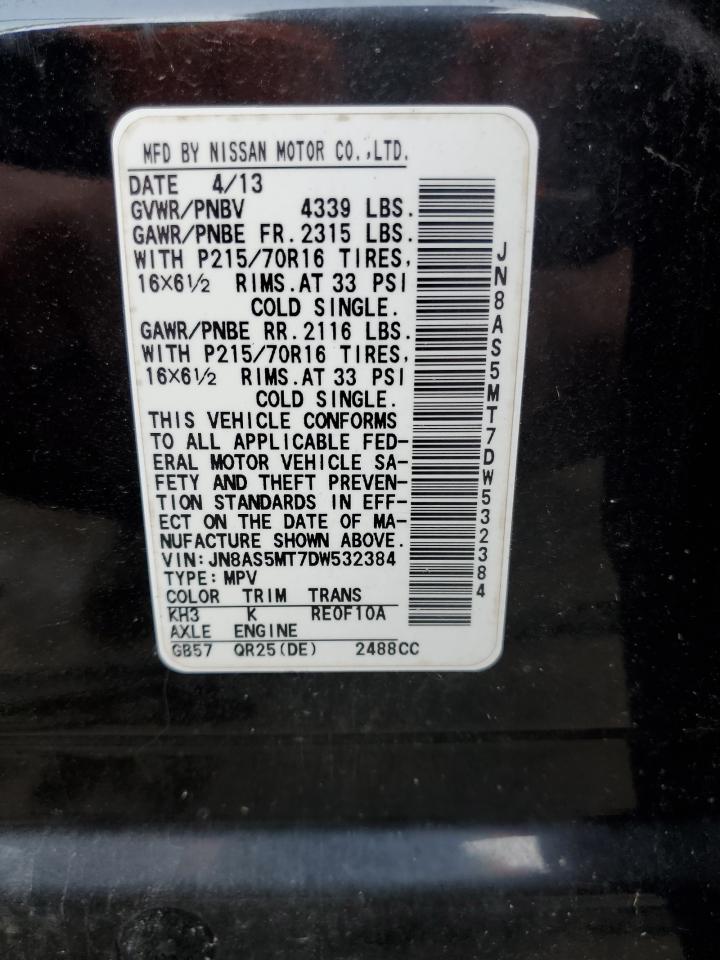 MFD BY NISSAN MOTOR CO.,LTD.
DATE 4/13
GVWR/PNBV 4339 LBS.
GAWR/PNBE FR.2315 LBS.
WITH P215/70R16 TIRES,
16×6½ RIMS.AT 33 PSI
COLD SINGLE.
GAWR/PNBE RR.2116 LBS.
WITH P215/70R16 TIRES,
16×6½ RIMS.AT 33 PSI
COLD SINGLE.
THIS VEHICLE CONFORMS
TO ALL APPLICABLE FED-
ERAL MOTOR VEHICLE SA-
FETY AND THEFT PREVEN-
TION STANDARDS IN EFF-
ECT ON THE DATE OF MA-
NUFACTURE SHOWN ABOVE.
VIN:JN8AS5MT7DW532384
TYPE:MPV
COLOR TRIM TRANS
KH3 K RE0F10A
AXLE ENGINE
GB57 QR25(DE) 2488CC
JN8AS5MT7DW532384